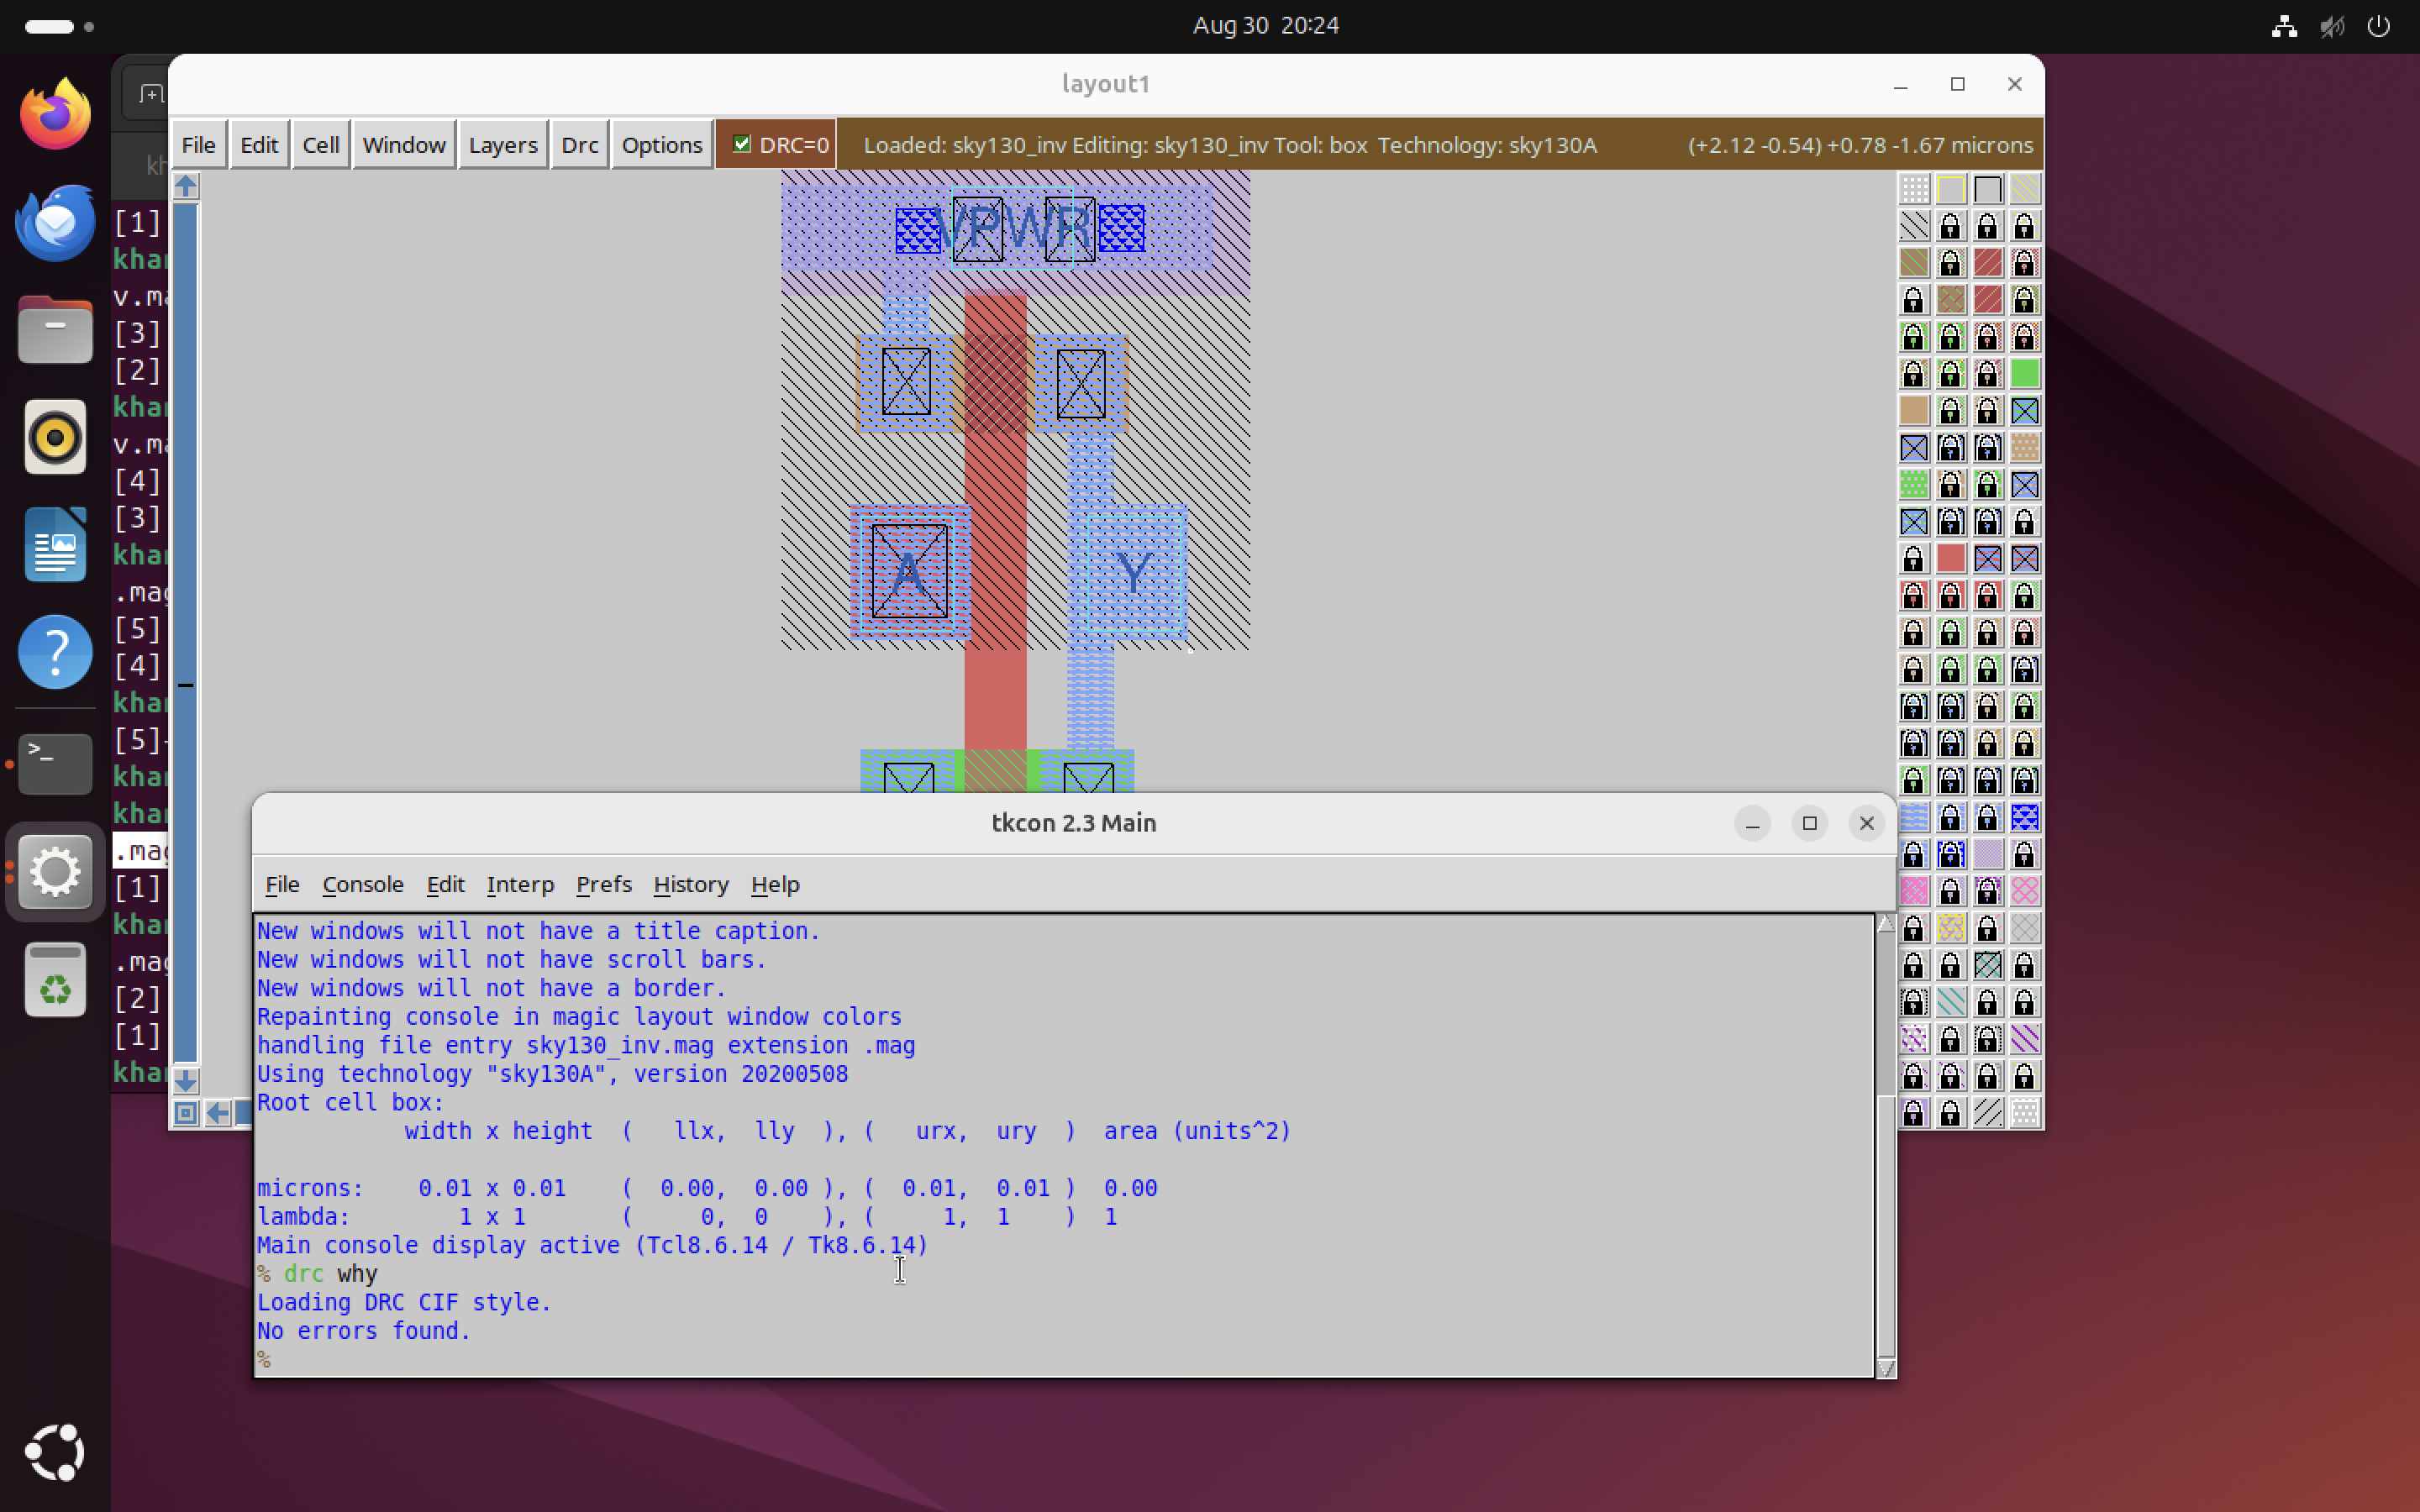 Aug 30 20:24
layout1
File Edit Cell Window Layers Drc Options DRC=0 Loaded: sky130_inv Editing: sky130_inv Tool: box Technology: sky130A (+2.12 -0.54) +0.78 -1.67 microns
kh
[1]
khan
v.ma
[3]
[2]
khan
v.ma
[4]
[3]
khan
.mag
[5]
[4]
khan
[5]-
khan
khan
.mag
[1]
khan
.mag
[2]
[1]
khan
VPWR
A
Y
tkcon 2.3 Main
File Console Edit Interp Prefs History Help
New windows will not have a title caption.
New windows will not have scroll bars.
New windows will not have a border.
Repainting console in magic layout window colors
handling file entry sky130_inv.mag extension .mag
Using technology "sky130A", version 20200508
Root cell box:
width x height ( llx, lly ), ( urx, ury ) area (units^2)
microns: 0.01 x 0.01 ( 0.00, 0.00 ), ( 0.01, 0.01 ) 0.00
lambda: 1 x 1 ( 0, 0 ), ( 1, 1 ) 1
Main console display active (Tcl8.6.14 / Tk8.6.14)
% drc why
Loading DRC CIF style.
No errors found.
%